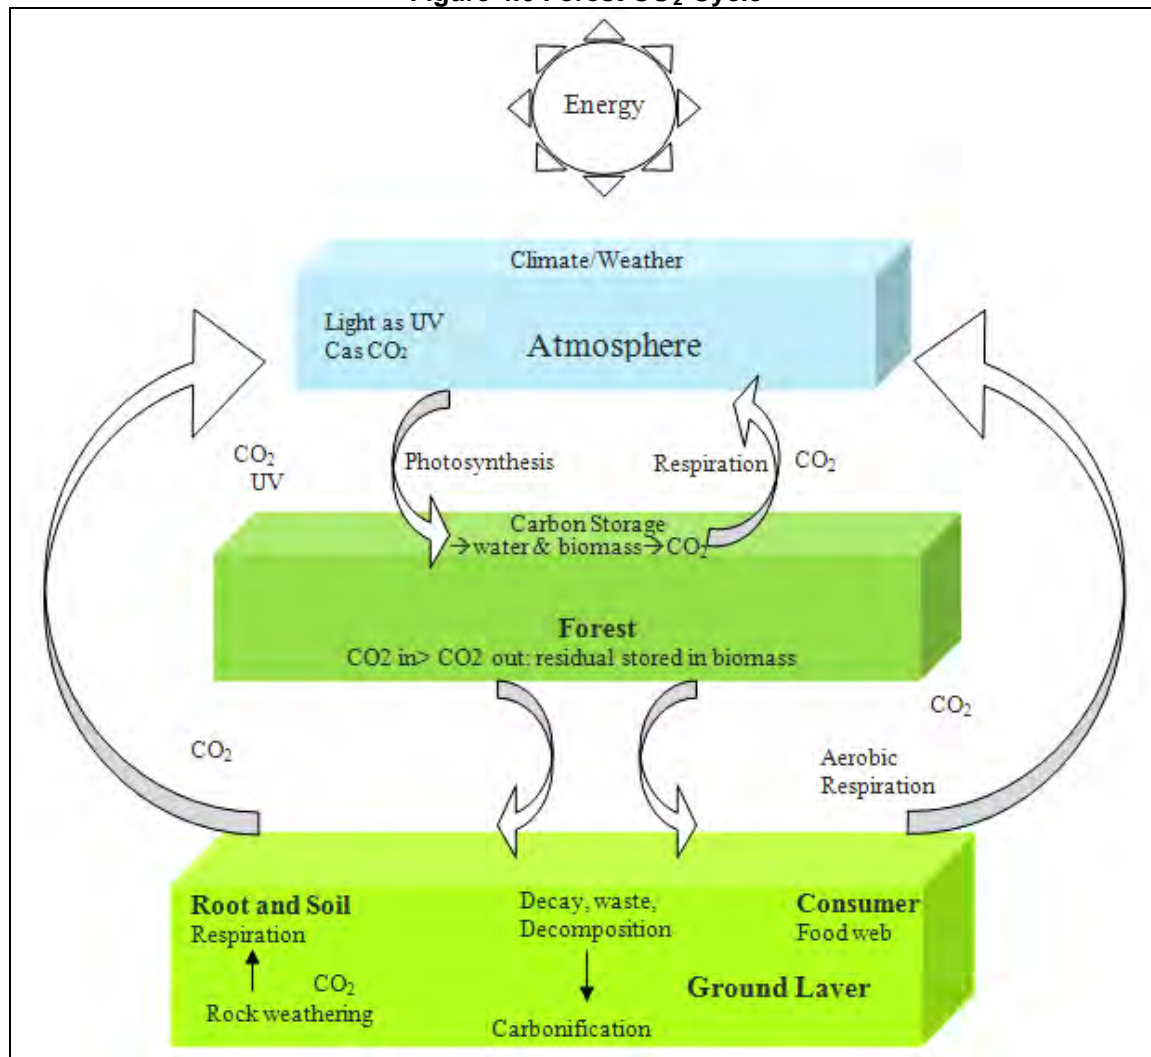 Energy
Climate/Weather
Light as UV
Cas CO₂
Atmosphere
CO₂
UV
Photosynthesis
Respiration
CO₂
Carbon Storage
→water & biomass→CO₂
Forest
CO2 in> CO2 out: residual stored in biomass
CO₂
CO₂
Aerobic
Respiration
Root and Soil
Respiration
CO₂
Rock weathering
Decay, waste,
Decomposition
Carbonification
Consumer
Food web
Ground Laver